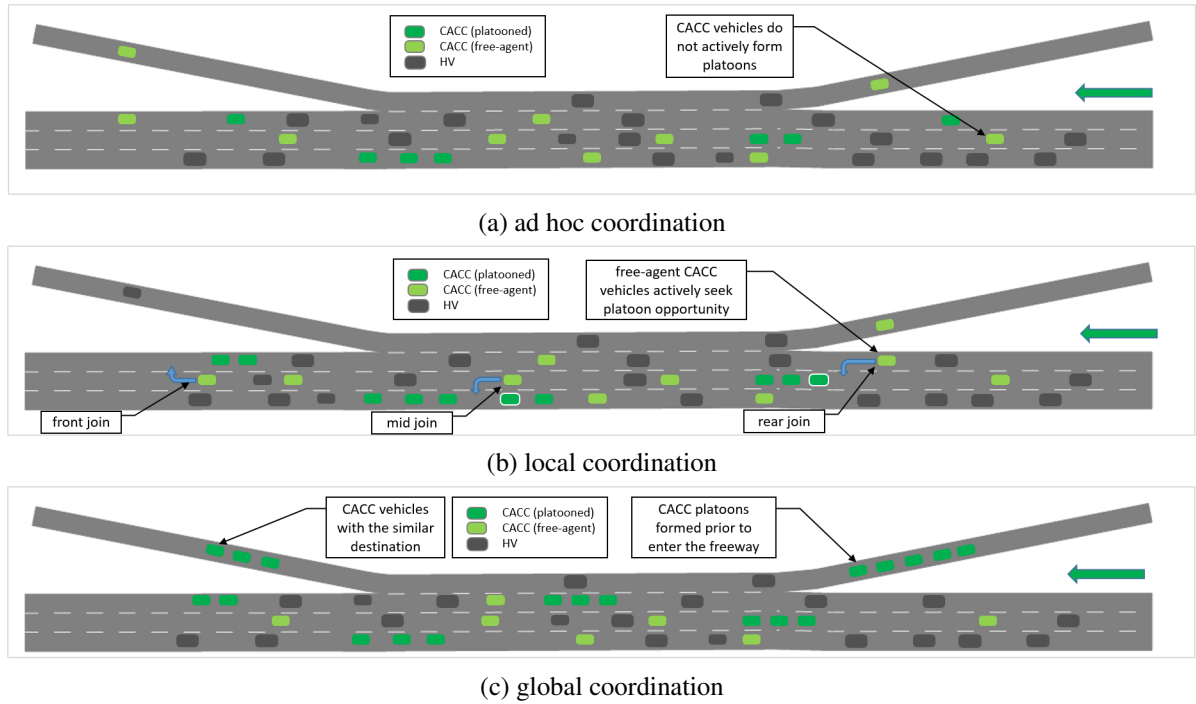 CACC (platooned)
CACC (free-agent)
HV
CACC vehicles do
not actively form
platoons
(a) ad hoc coordination
CACC (platooned)
CACC (free-agent)
HV
free-agent CACC
vehicles actively seek
platoon opportunity
front join
mid join
rear join
(b) local coordination
CACC vehicles
with the similar
destination
CACC (platooned)
CACC (free-agent)
HV
CACC platoons
formed prior to
enter the freeway
(c) global coordination